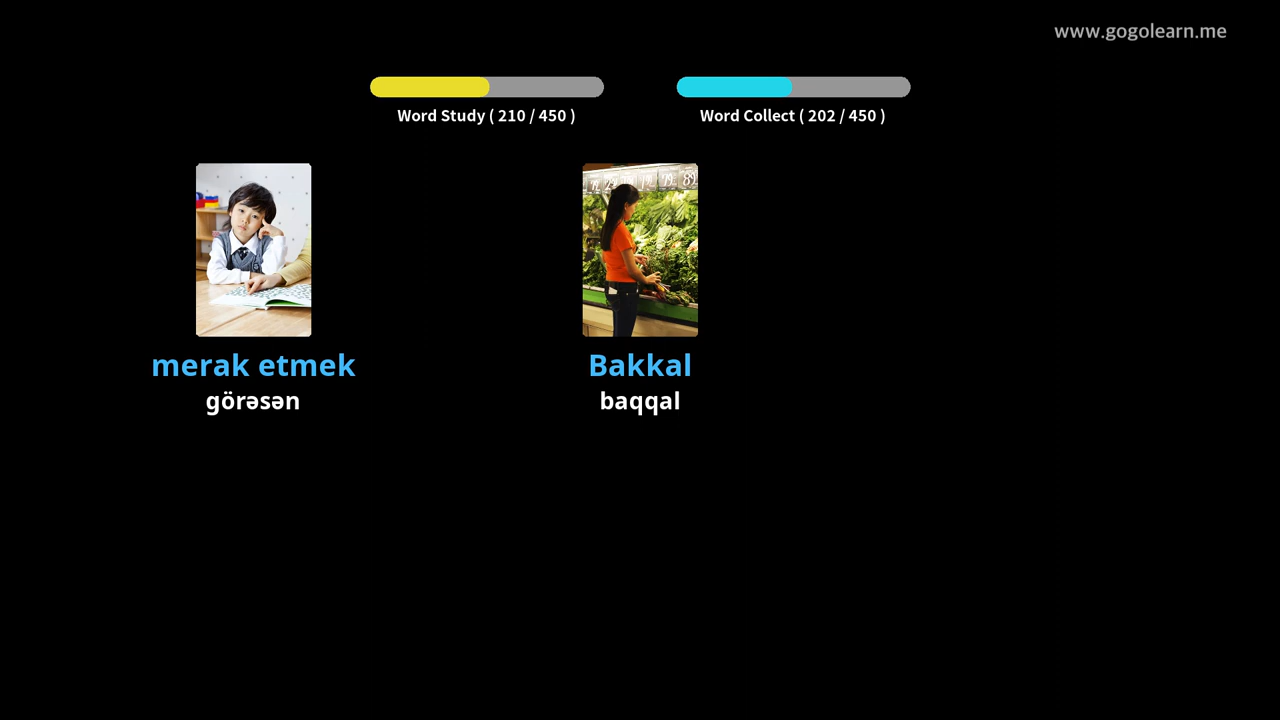 www.gogolearn.me
Word Study ( 210 / 450 )
Word Collect ( 202 / 450 )
merak etmek
görəsən
Bakkal
baqqal